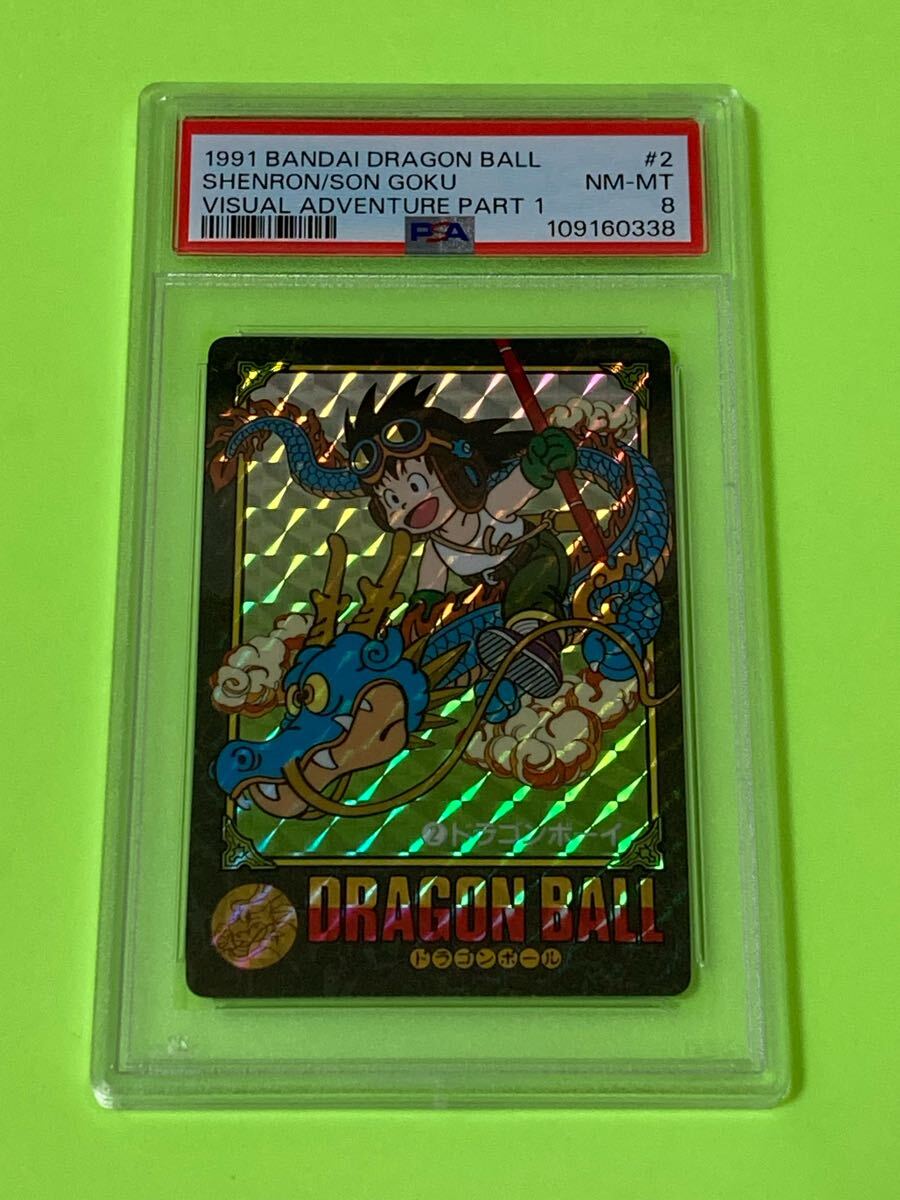 1991 BANDAI DRAGON BALL #2
SHENRON/SON GOKU NM-MT
VISUAL ADVENTURE PART 1 8
PSA 109160338
2ドラゴンボーイ
DRAGON BALL
ドラゴンボール